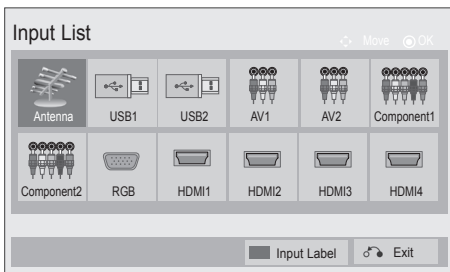 Input List
Move OK
Antenna USB1 USB2 AV1 AV2 Component1
Component2 RGB HDMI1 HDMI2 HDMI3 HDMI4
Input Label Exit